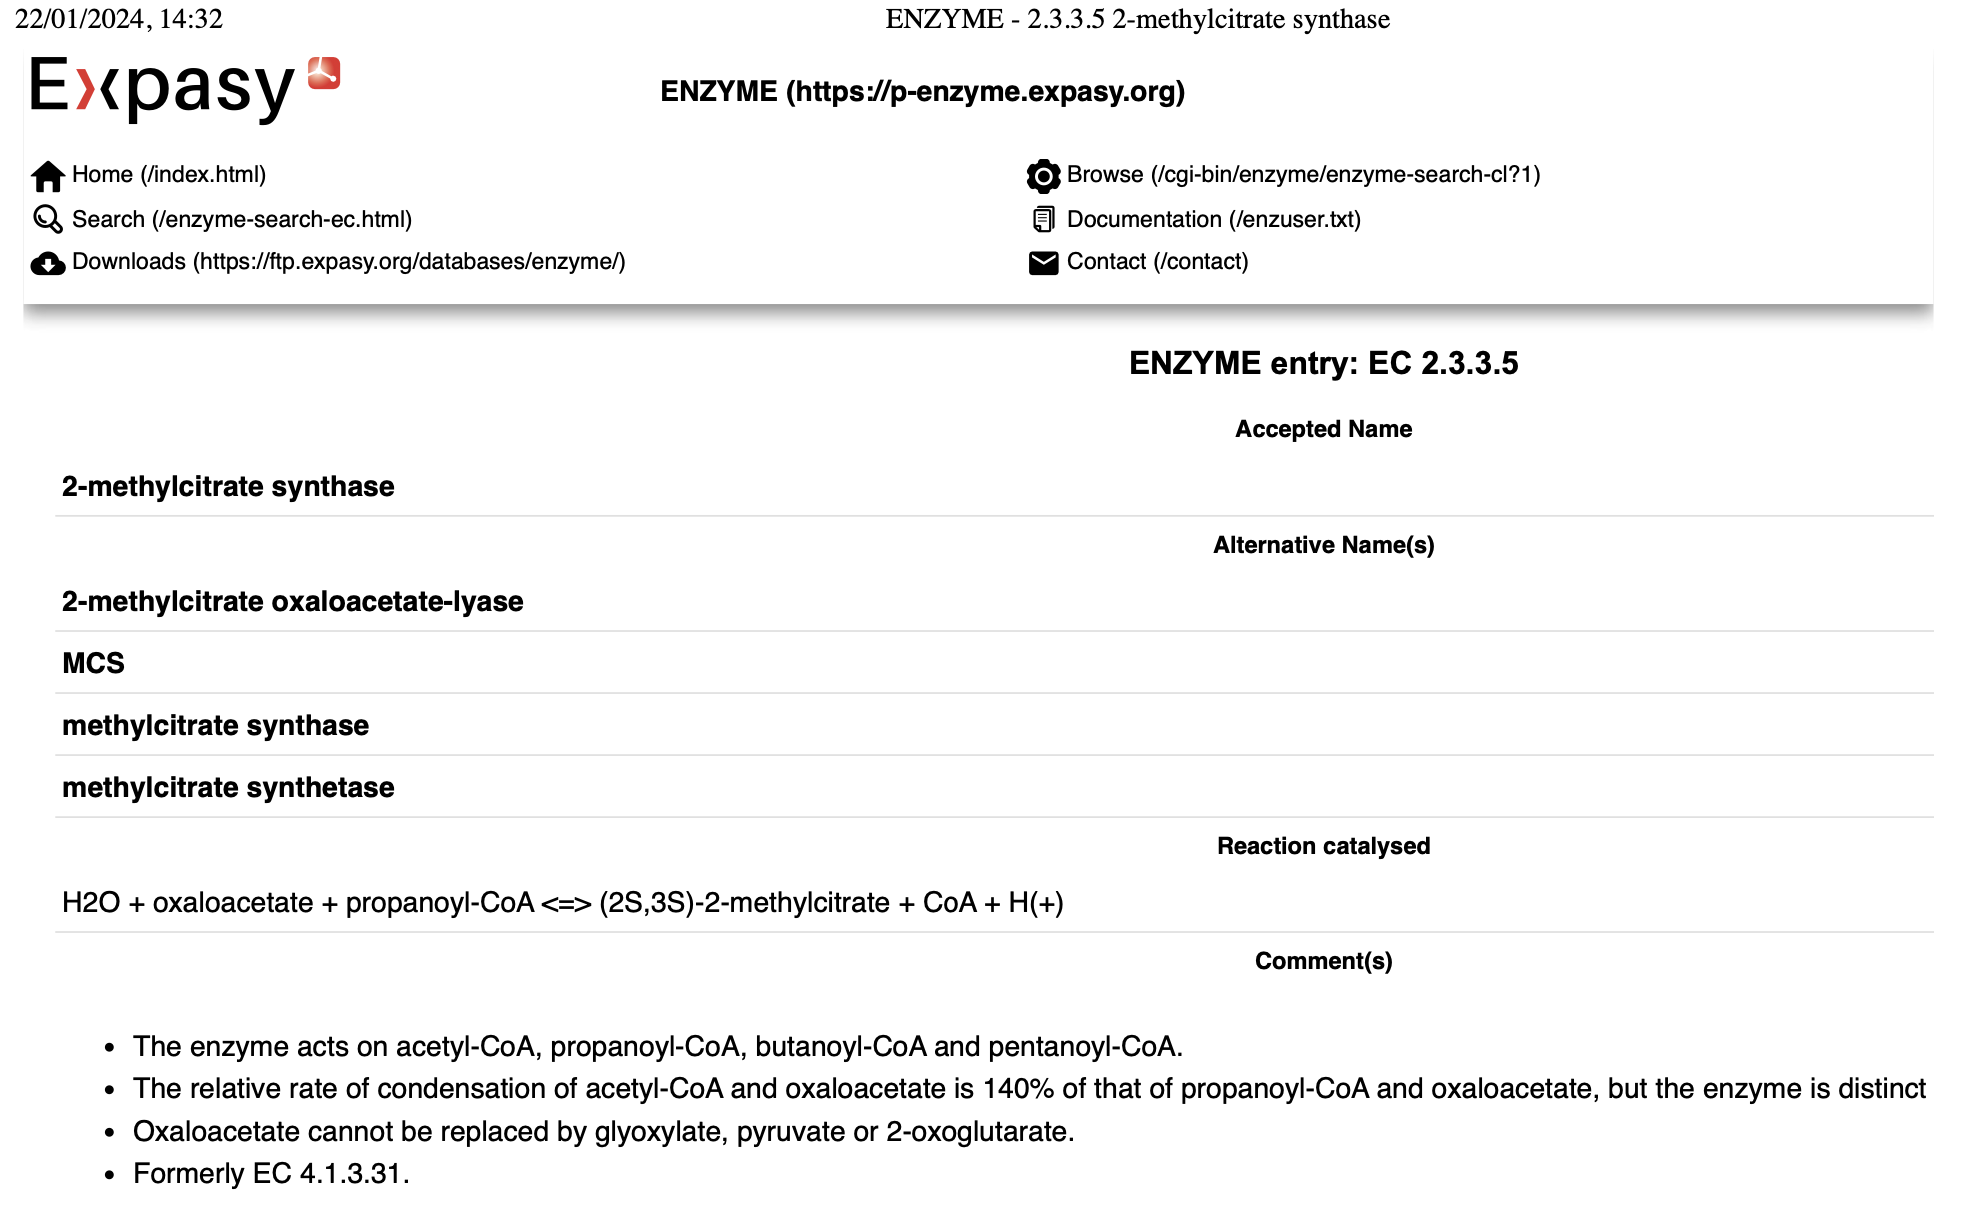 22/01/2024, 14:32 ENZYME - 2.3.3.5 2-methylcitrate synthase
Expasy ENZYME (https://p-enzyme.expasy.org)
Home (/index.html) Browse (/cgi-bin/enzyme/enzyme-search-cl?1)
Search (/enzyme-search-ec.html) Documentation (/enzuser.txt)
Downloads (https://ftp.expasy.org/databases/enzyme/) Contact (/contact)
ENZYME entry: EC 2.3.3.5
Accepted Name
2-methylcitrate synthase
Alternative Name(s)
2-methylcitrate oxaloacetate-lyase
MCS
methylcitrate synthase
methylcitrate synthetase
Reaction catalysed
H2O + oxaloacetate + propanoyl-CoA <=> (2S,3S)-2-methylcitrate + CoA + H(+)
Comment(s)
• The enzyme acts on acetyl-CoA, propanoyl-CoA, butanoyl-CoA and pentanoyl-CoA.
• The relative rate of condensation of acetyl-CoA and oxaloacetate is 140% of that of propanoyl-CoA and oxaloacetate, but the enzyme is distinct
• Oxaloacetate cannot be replaced by glyoxylate, pyruvate or 2-oxoglutarate.
• Formerly EC 4.1.3.31.